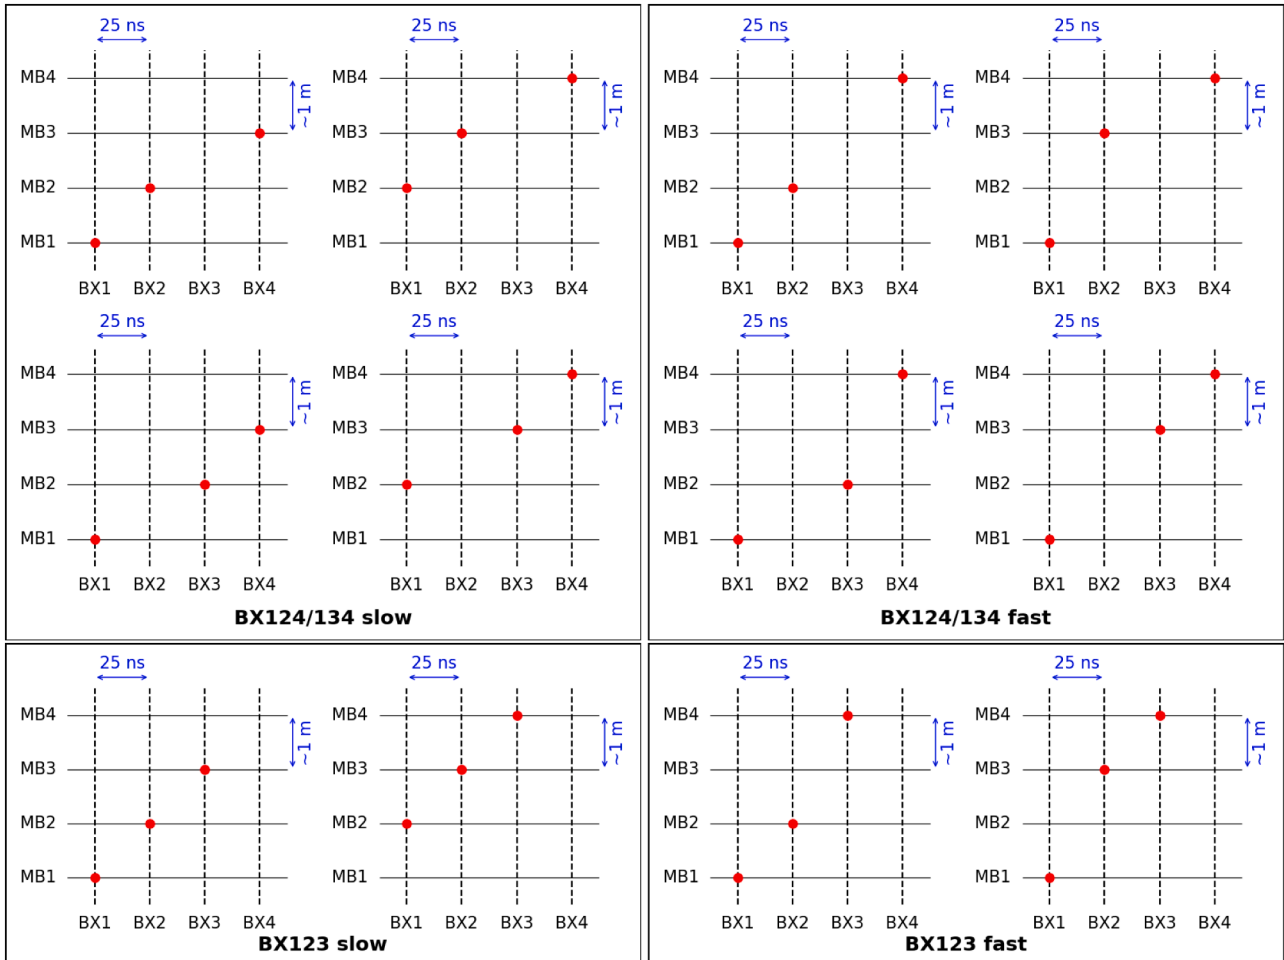 25 ns 25 ns 25 ns 25 ns
MB4 MB4 MB4 MB4
~1 m ~1 m ~1 m ~1 m
MB3 MB3 MB3 MB3
MB2 MB2 MB2 MB2
MB1 MB1 MB1 MB1
BX1 BX2 BX3 BX4 BX1 BX2 BX3 BX4 BX1 BX2 BX3 BX4 BX1 BX2 BX3 BX4
25 ns 25 ns 25 ns 25 ns
MB4 MB4 MB4 MB4
~1 m ~1 m ~1 m ~1 m
MB3 MB3 MB3 MB3
MB2 MB2 MB2 MB2
MB1 MB1 MB1 MB1
BX1 BX2 BX3 BX4 BX1 BX2 BX3 BX4 BX1 BX2 BX3 BX4 BX1 BX2 BX3 BX4
BX124/134 slow BX124/134 fast
25 ns 25 ns 25 ns 25 ns
MB4 MB4 MB4 MB4
~1 m ~1 m ~1 m ~1 m
MB3 MB3 MB3 MB3
MB2 MB2 MB2 MB2
MB1 MB1 MB1 MB1
BX1 BX2 BX3 BX4 BX1 BX2 BX3 BX4 BX1 BX2 BX3 BX4 BX1 BX2 BX3 BX4
BX123 slow BX123 fast